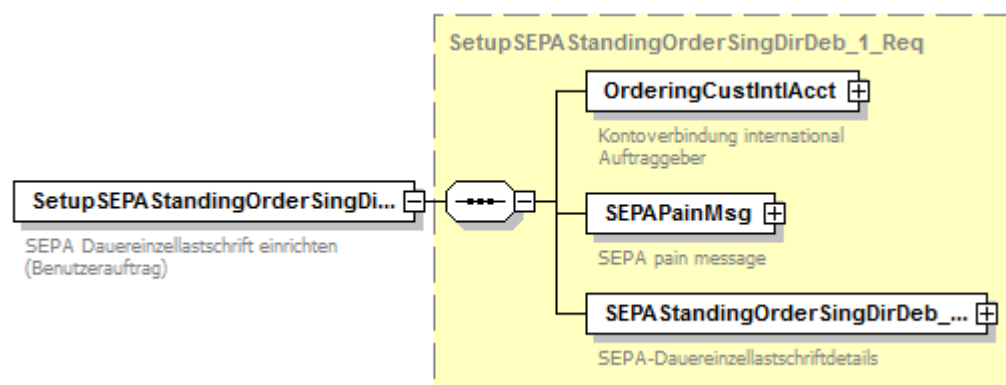 SetupSEPAStandingOrderSingDirDeb_1_Req
OrderingCustIntlAcct
Kontoverbindung international
Auftraggeber
SetupSEPAStandingOrderSingDi...
SEPA Dauereinzellastschrift einrichten
(Benutzerauftrag)
SEPAPainMsg
SEPA pain message
SEPAStandingOrderSingDirDeb_...
SEPA-Dauereinzellastschriftdetails